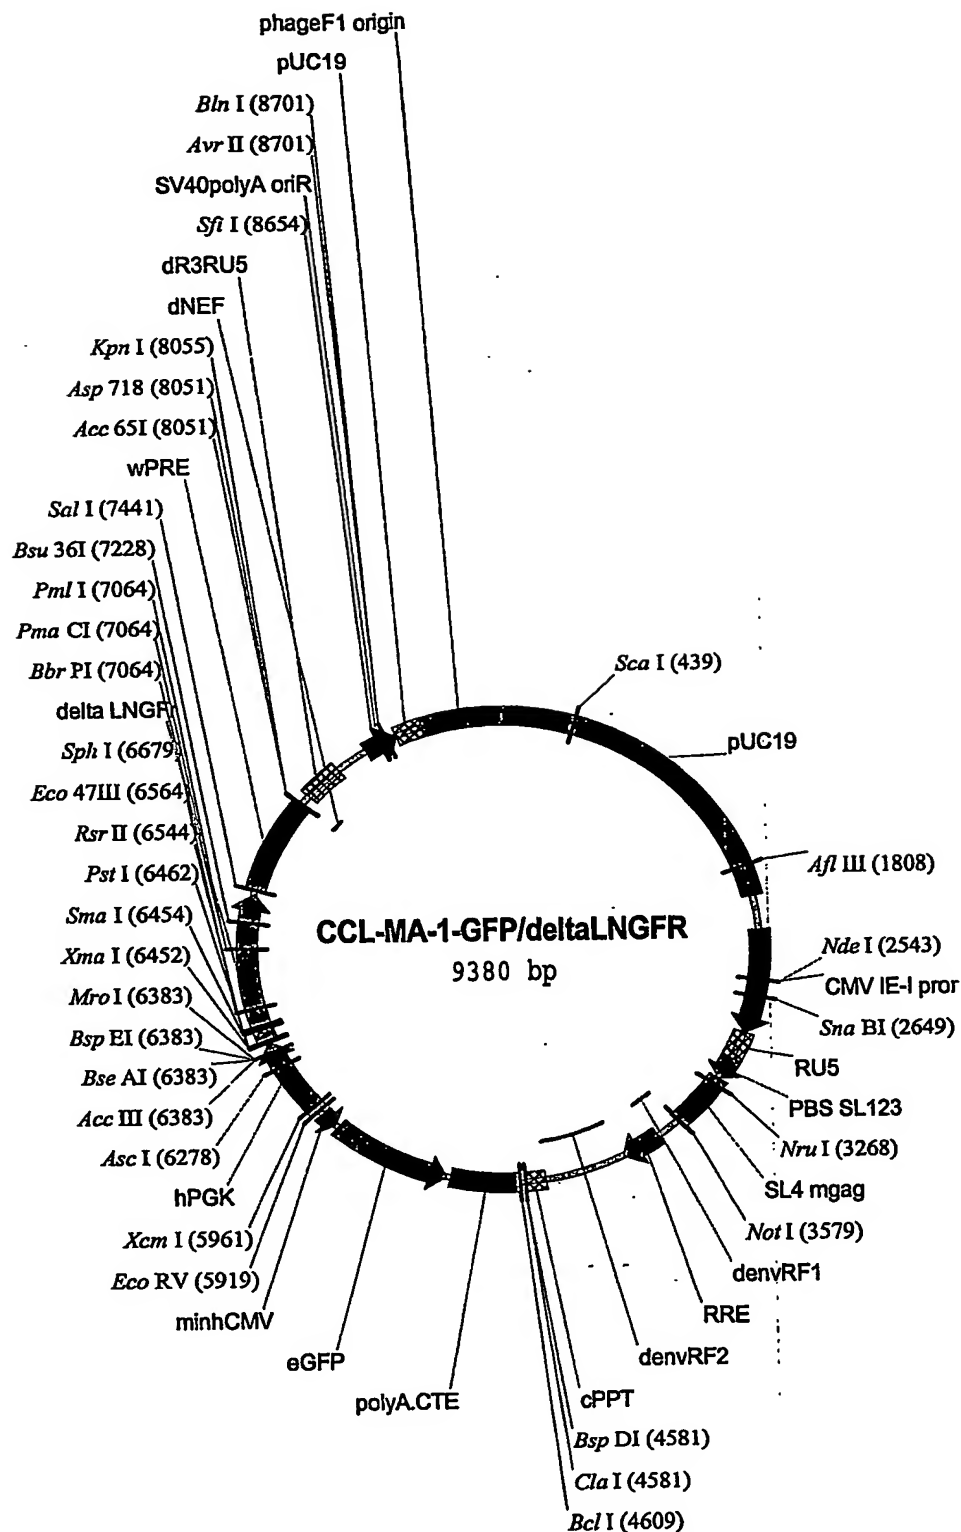 phageF1 origin
pUC19
Bln I (8701)
Avr II (8701)
SV40polyA oriR
Sfi I (8654)
dR3RU5
dNEF
Kpn I (8055)
Asp 718 (8051)
Acc 65I (8051)
wPRE
Sal I (7441)
Bsu 36I (7228)
Pml I (7064)
Pma CI (7064)
Bbr PI (7064)
delta LNGFr
Sph I (6679)
Eco 47III (6564)
Rsr II (6544)
Pst I (6462)
Sma I (6454)
Xma I (6452)
Mro I (6383)
Bsp EI (6383)
Bse AI (6383)
Acc III (6383)
Asc I (6278)
hPGK
Xcm I (5961)
Eco RV (5919)
minhCMV
eGFP
polyA.CTE
Sca I (439)
pUC19
Afl III (1808)
CCL-MA-1-GFP/deltaLNGFR
9380 bp
Nde I (2543)
CMV IE-I pror
Sna BI (2649)
RU5
PBS SL123
Nru I (3268)
SL4 mgag
Not I (3579)
denvRF1
RRE
denvRF2
cPPT
Bsp DI (4581)
Cla I (4581)
Bcl I (4609)